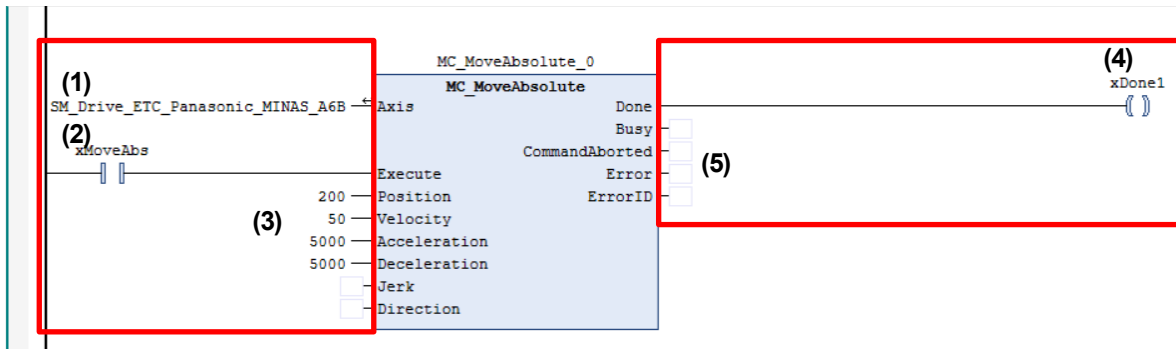 MC_MoveAbsolute_0
(1)
(4)
MC_MoveAbsolute
xDone1
SM_Drive_ETC_Panasonic_MINAS_A6B
Axis
Done
(2)
Busy
xMoveAbs
CommandAborted
(5)
Execute
Error
200
Position
ErrorID
(3)
50
Velocity
5000
Acceleration
5000
Deceleration
Jerk
Direction